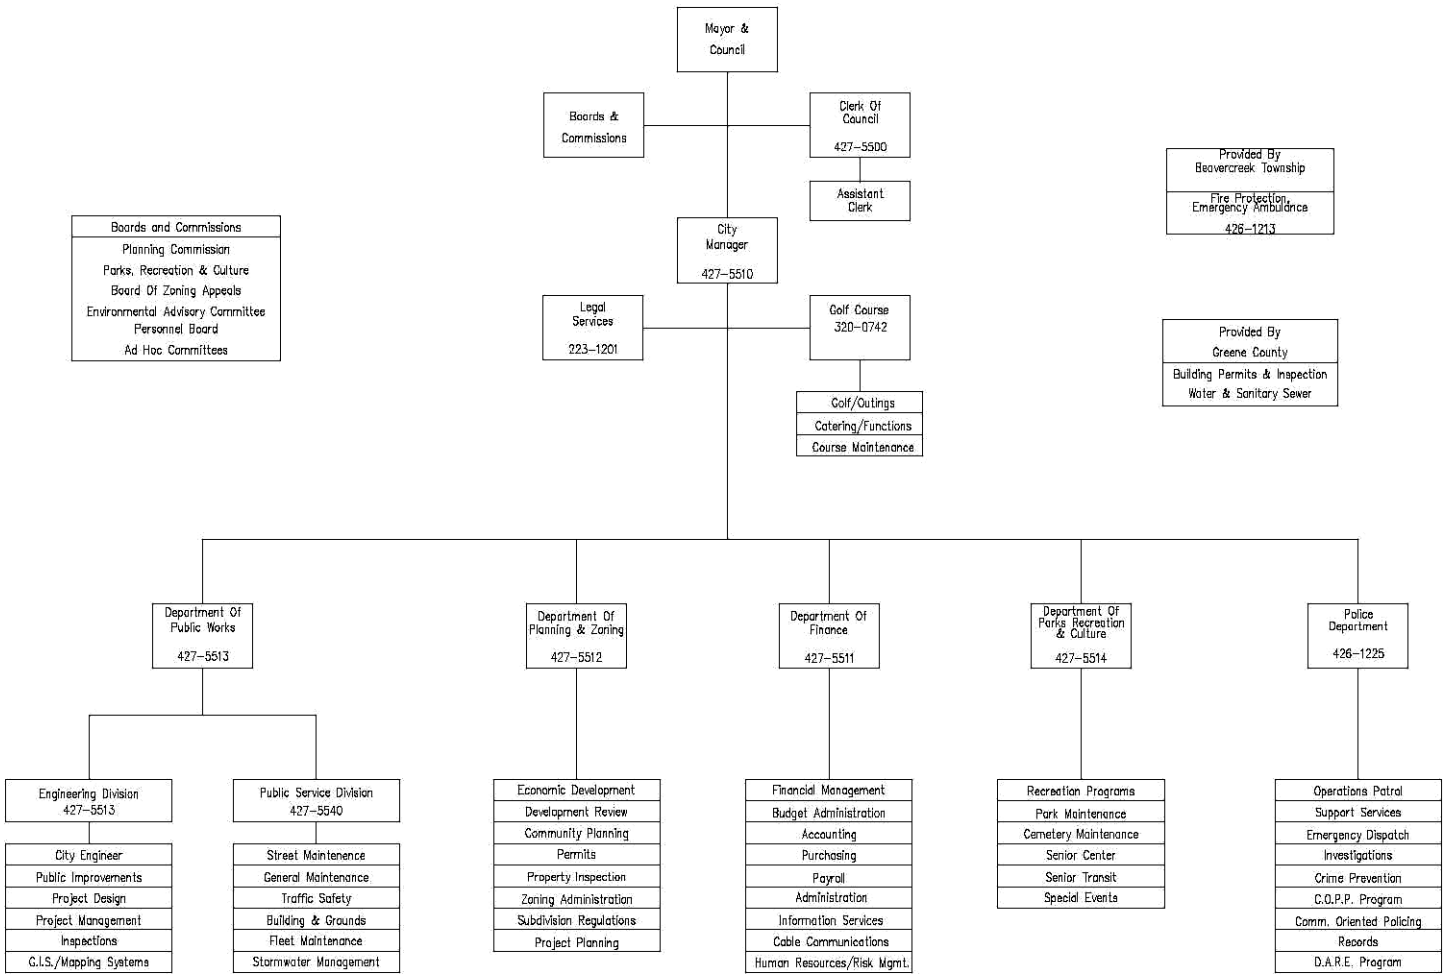 Mayor &
Council
Boards &
Commissions
Clerk Of
Council
427-5500
Assistant
Clerk
Provided By
Beavercreek Township
Fire Protection,
Emergency Ambulance
426-1213
Boards and Commissions
Planning Commission
Parks, Recreation & Culture
Board Of Zoning Appeals
Environmental Advisory Committee
Personnel Board
Ad Hoc Committees
City
Manager
427-5510
Legal
Services
223-1201
Golf Course
320-0742
Golf/Outings
Catering/Functions
Course Maintenance
Provided By
Greene County
Building Permits & Inspection
Water & Sanitary Sewer
Department Of
Public Works
427-5513
Department Of
Planning & Zoning
427-5512
Department Of
Finance
427-5511
Department Of
Parks Recreation
& Culture
427-5514
Police
Department
426-1225
Engineering Division
427-5513
City Engineer
Public Improvements
Project Design
Project Management
Inspections
G.I.S./Mapping Systems
Public Service Division
427-5540
Street Maintenence
General Maintenance
Traffic Safety
Building & Grounds
Fleet Maintenance
Stormwater Management
Economic Development
Development Review
Community Planning
Permits
Property Inspection
Zoning Administration
Subdivision Regulations
Project Planning
Financial Management
Budget Administration
Accounting
Purchasing
Payroll
Administration
Information Services
Cable Communications
Human Resources/Risk Mgmt.
Recreation Programs
Park Maintenance
Cemetery Maintenance
Senior Center
Senior Transit
Special Events
Operations Patrol
Support Services
Emergency Dispatch
Investigations
Crime Prevention
C.O.P.P. Program
Comm. Oriented Policing
Records
D.A.R.E. Program